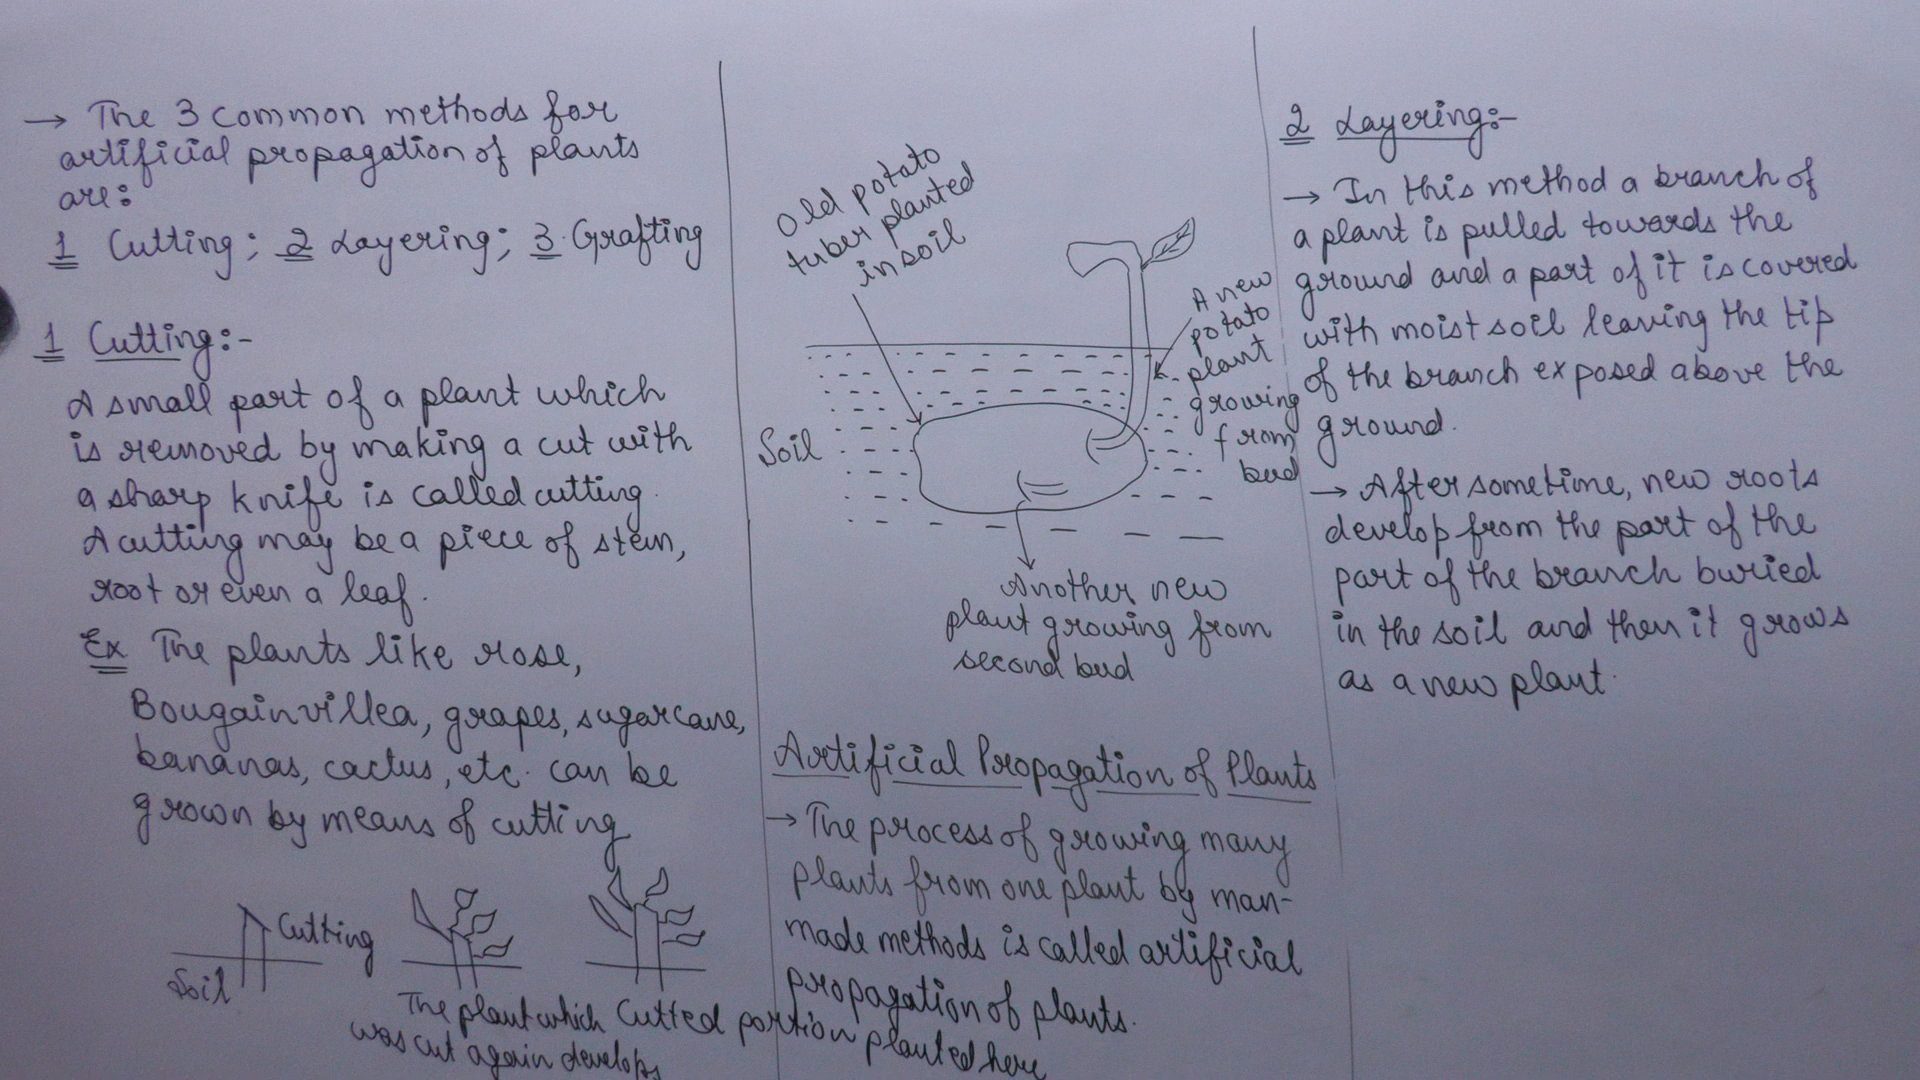 → The 3 common methods for
artificial propagation of plants
are:
1 Cutting; 2 Layering; 3. Grafting
1 Cutting:-
A small part of a plant which
is removed by making a cut with
a sharp knife is called cutting.
A cutting may be a piece of stem,
root or even a leaf.
Ex The plants like rose,
Bougainvillea, grapes, sugarcane,
bananas, cactus, etc. can be
grown by means of cutting
Cutting
Soil
The plant which
was cut again develops
Cutted portion
planted here
Old potato
tuber planted
in soil
A new
potato
plant
growing
from
bud
Soil
Another new
plant growing from
second bud
Artificial Propagation of Plants
→ The process of growing many
plants from one plant by man-
made methods is called artificial
propagation of plants.
2 Layering:-
→ In this method a branch of
a plant is pulled towards the
ground and a part of it is covered
with moist soil leaving the tip
of the branch exposed above the
ground.
→ After sometime, new roots
develop from the part of the
part of the branch buried
in the soil and then it grows
as a new plant.